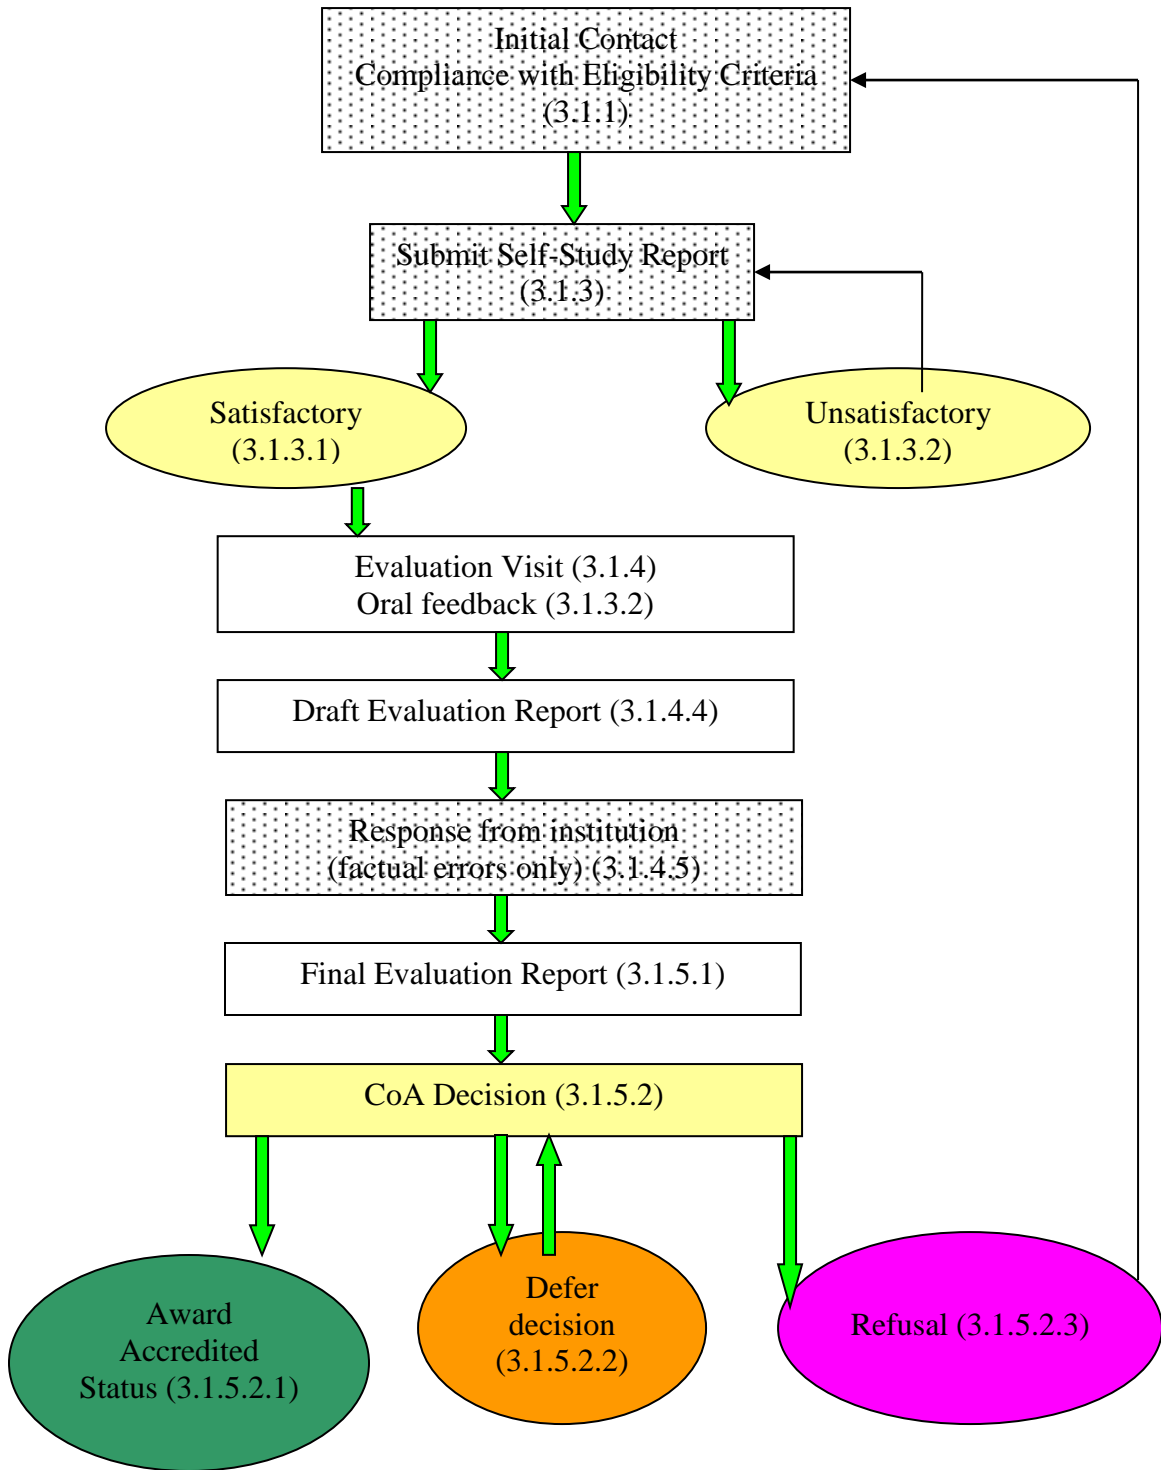 Initial Contact
Compliance with Eligibility Criteria
(3.1.1)
Submit Self-Study Report
(3.1.3)
Satisfactory
(3.1.3.1)
Unsatisfactory
(3.1.3.2)
Evaluation Visit (3.1.4)
Oral feedback (3.1.3.2)
Draft Evaluation Report (3.1.4.4)
Response from institution
(factual errors only) (3.1.4.5)
Final Evaluation Report (3.1.5.1)
CoA Decision (3.1.5.2)
Award
Accredited
Status (3.1.5.2.1)
Defer
decision
(3.1.5.2.2)
Refusal (3.1.5.2.3)